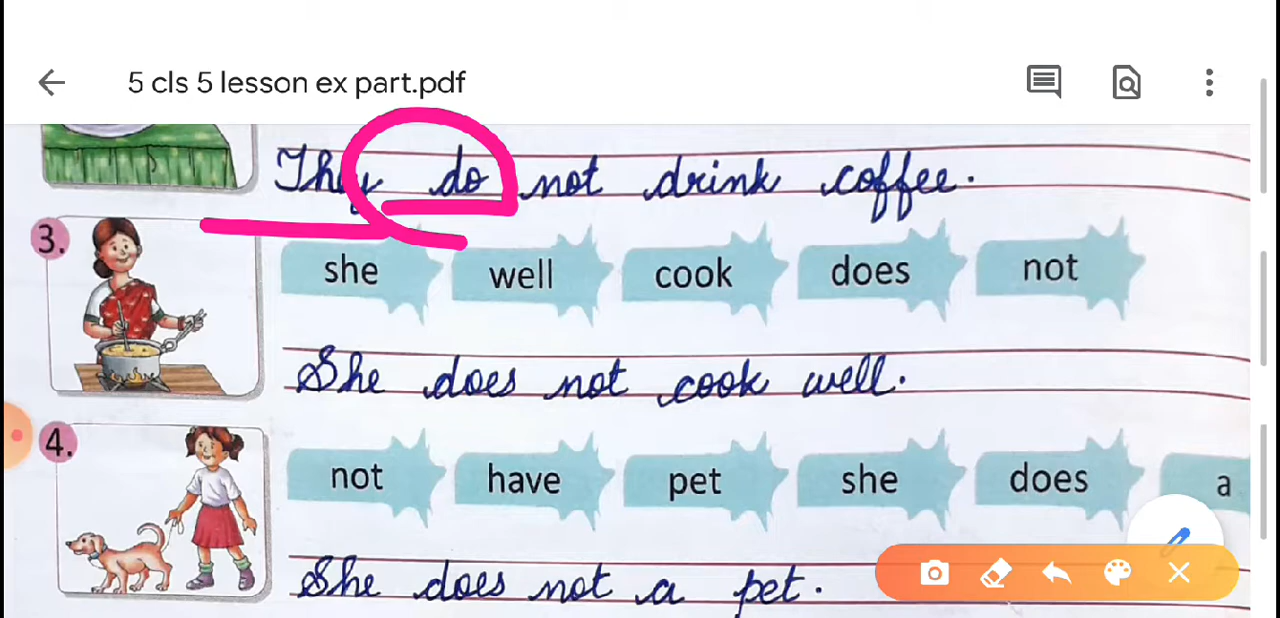 5 cls 5 lesson ex part.pdf
They do not drink coffee.
3.
she well cook does not
She does not cook well.
4.
not have pet she does a
She does not a pet.